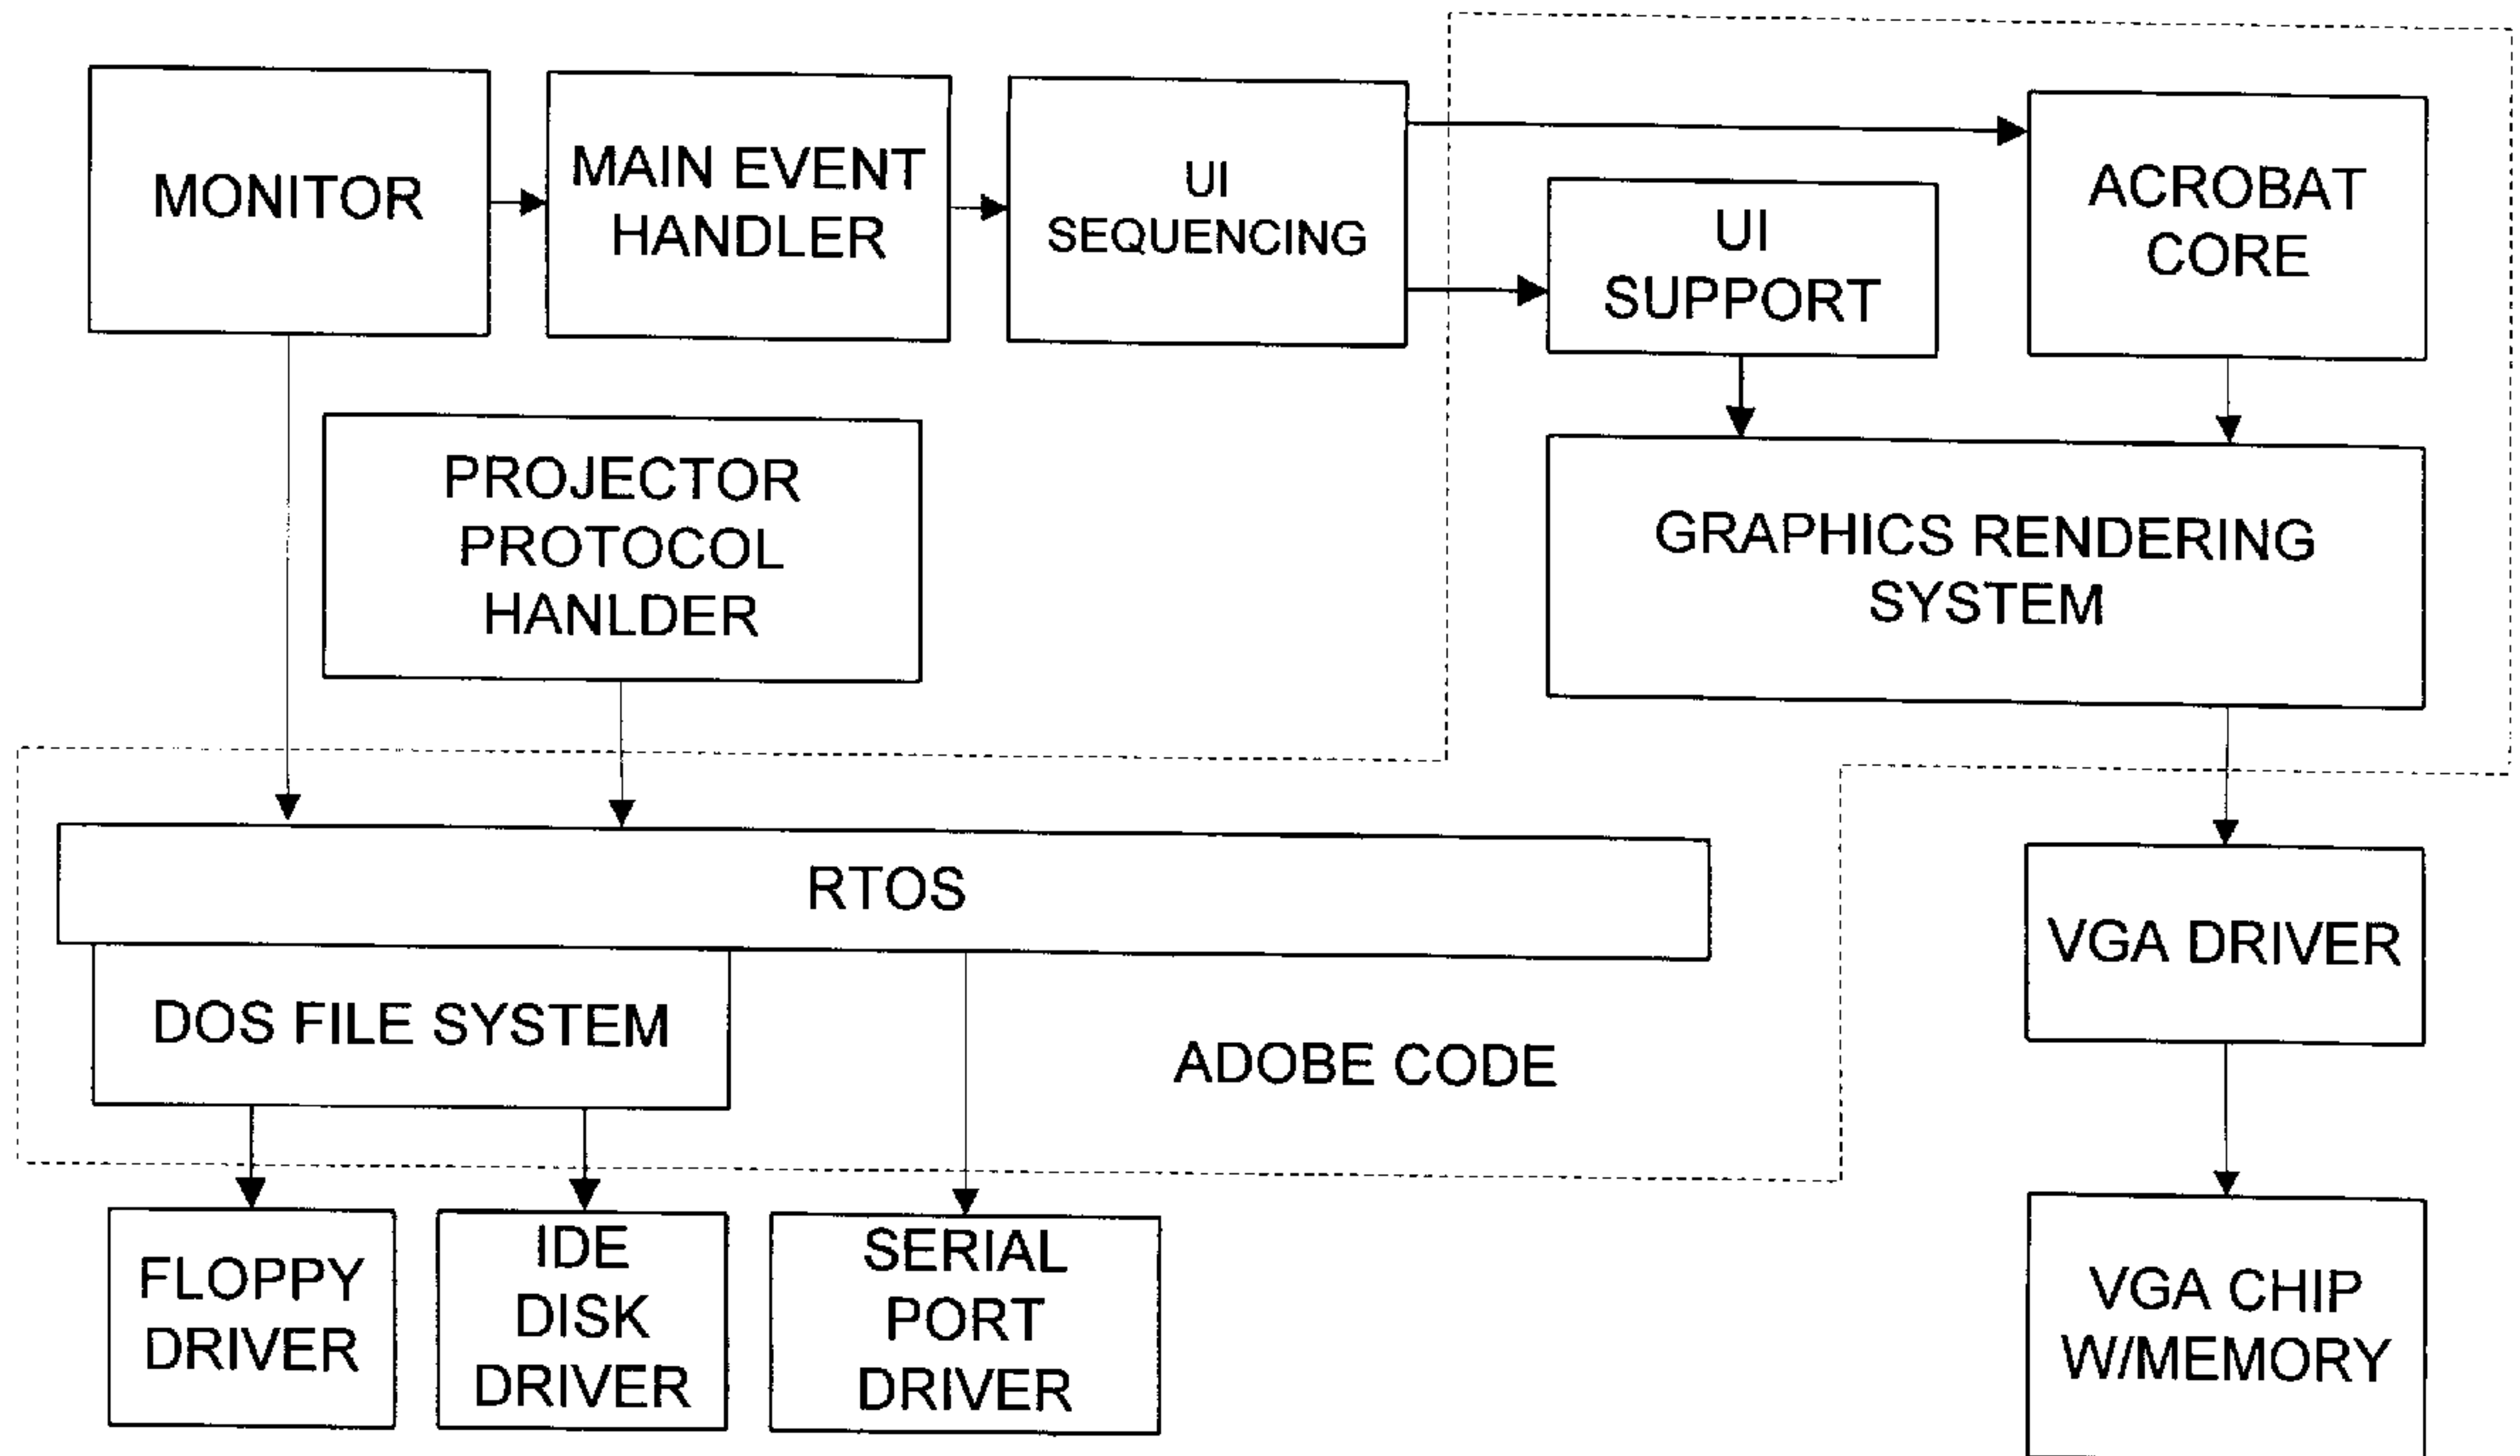 MONITOR
MAIN EVENT
HANDLER
UI
SEQUENCING
UI
SUPPORT
ACROBAT
CORE
PROJECTOR
PROTOCOL
HANLDER
GRAPHICS RENDERING
SYSTEM
RTOS
VGA DRIVER
DOS FILE SYSTEM
ADOBE CODE
FLOPPY
DRIVER
IDE
DISK
DRIVER
SERIAL
PORT
DRIVER
VGA CHIP
W/MEMORY